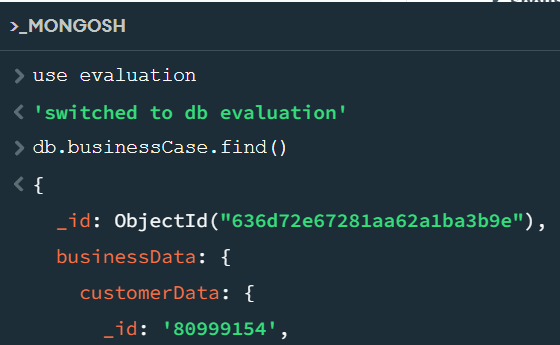 >_MONGOSH
> use evaluation
< 'switched to db evaluation'
> db.businessCase.find()
< {
_id: ObjectId("636d72e67281aa62a1ba3b9e"),
businessData: {
customerData: {
_id: '80999154',